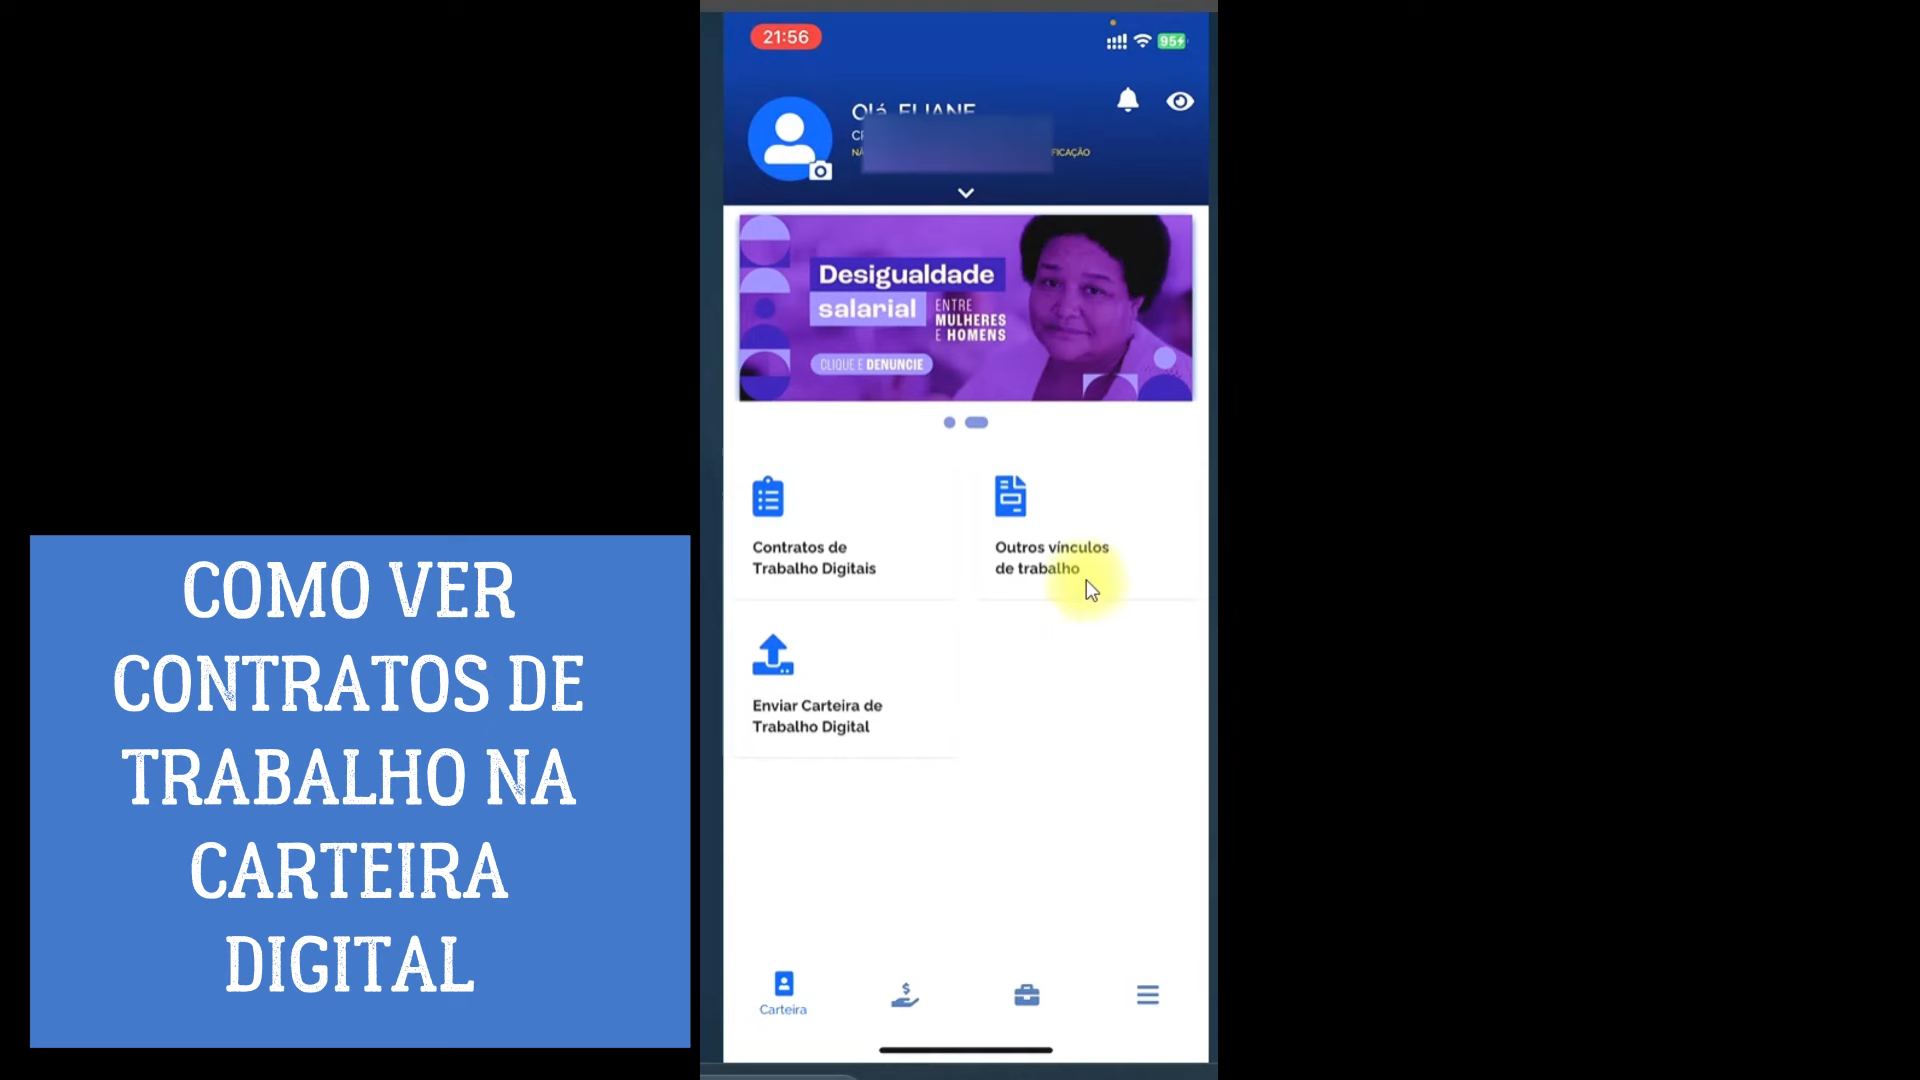 21:56
95
Olá, ELIANE
FICAÇÃO
Desigualdade
salarial
ENTRE
MULHERES
E HOMENS
CLIQUE E DENUNCIE
Contratos de
Trabalho Digitais
Outros vínculos
de trabalho
Enviar Carteira de
Trabalho Digital
Carteira
COMO VER
CONTRATOS DE
TRABALHO NA
CARTEIRA
DIGITAL